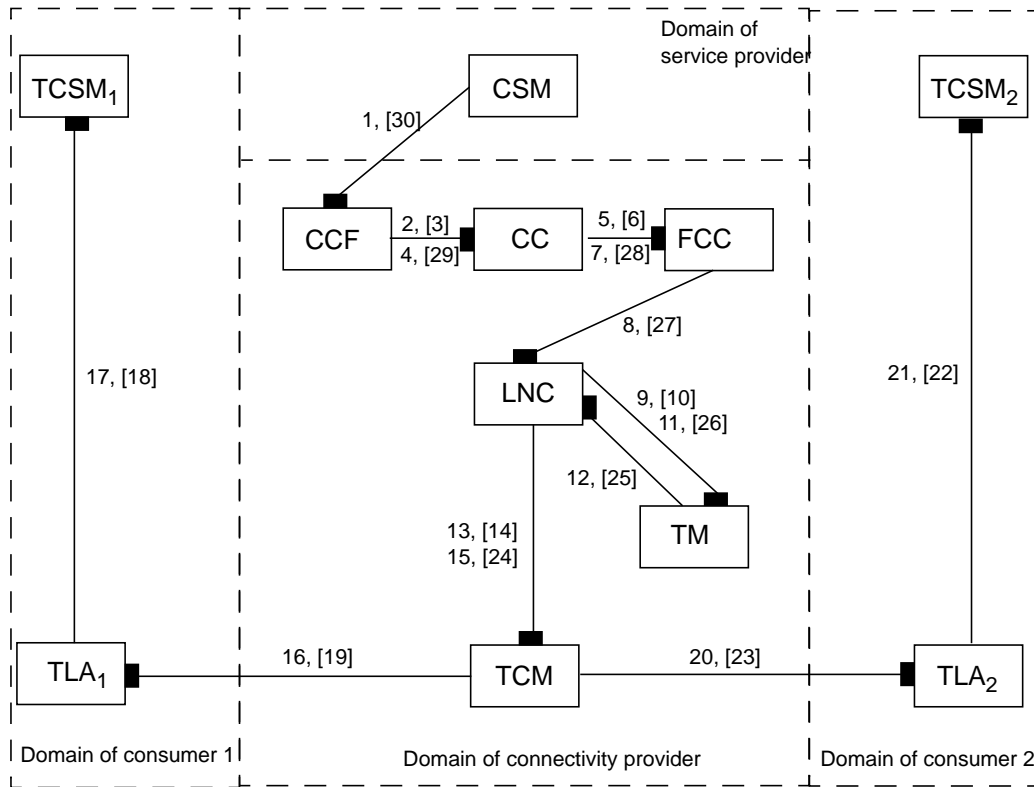 Domain of
service provider
TCSM1
CSM
TCSM2
1, [30]
CCF
2, [3]
4, [29]
CC
5, [6]
7, [28]
FCC
8, [27]
17, [18]
LNC
9, [10]
11, [26]
21, [22]
12, [25]
13, [14]
15, [24]
TM
TLA1
16, [19]
TCM
20, [23]
TLA2
Domain of consumer 1
Domain of connectivity provider
Domain of consumer 2